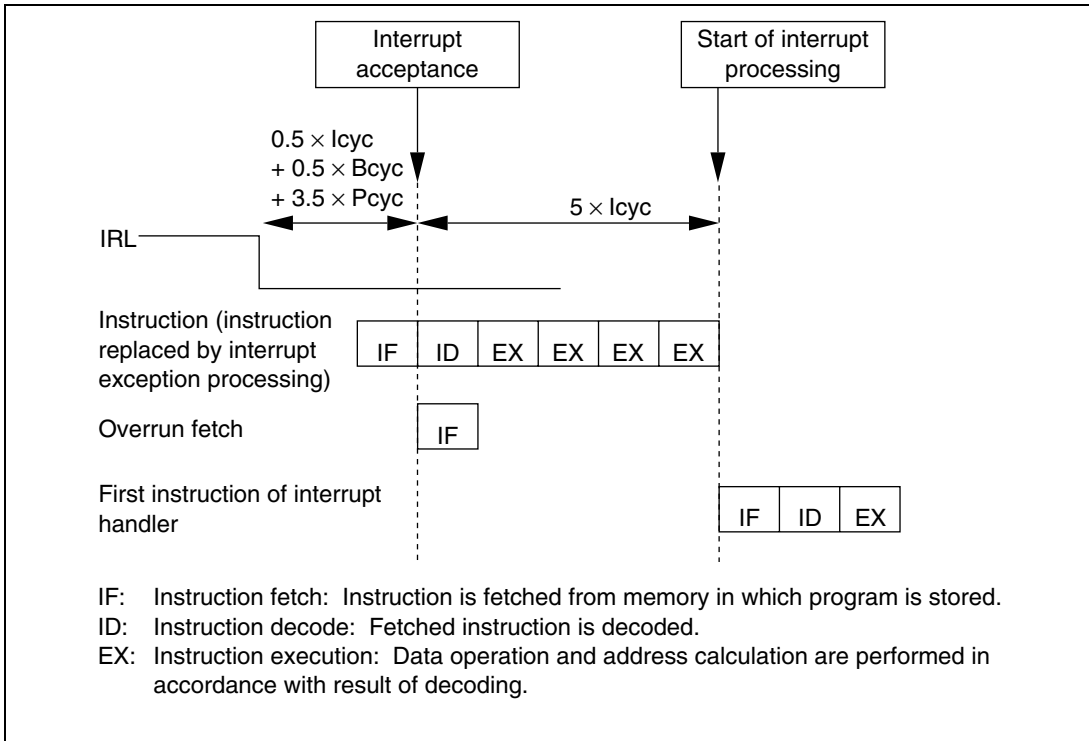 Interrupt
acceptance
Start of interrupt
processing
0.5 × Icyc
+ 0.5 × Bcyc
+ 3.5 × Pcyc
5 × Icyc
IRL
Instruction (instruction
replaced by interrupt
exception processing)
IF ID EX EX EX EX
Overrun fetch
IF
First instruction of interrupt
handler
IF ID EX
IF: Instruction fetch: Instruction is fetched from memory in which program is stored.
ID: Instruction decode: Fetched instruction is decoded.
EX: Instruction execution: Data operation and address calculation are performed in
accordance with result of decoding.